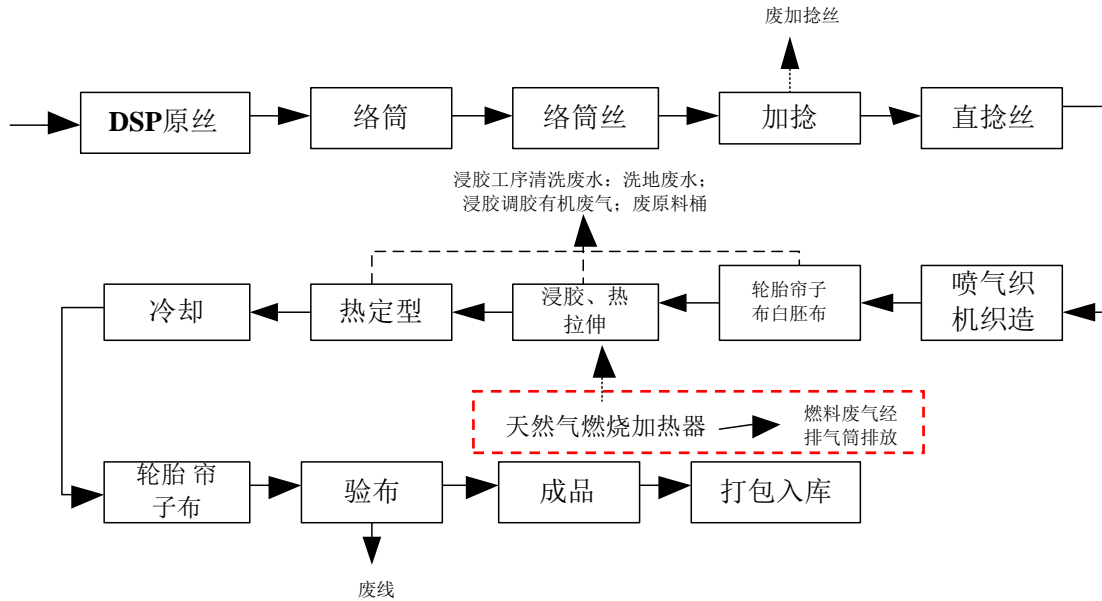 废加捻丝
DSP原丝
络筒
络筒丝
加捻
直捻丝
浸胶工序清洗废水：洗地废水；
浸胶调胶有机废气；废原料桶
冷却
热定型
浸胶、热
拉伸
轮胎帘子
布白胚布
喷气织
机织造
天然气燃烧加热器
燃料废气经
排气筒排放
轮胎 帘
子布
验布
成品
打包入库
废线